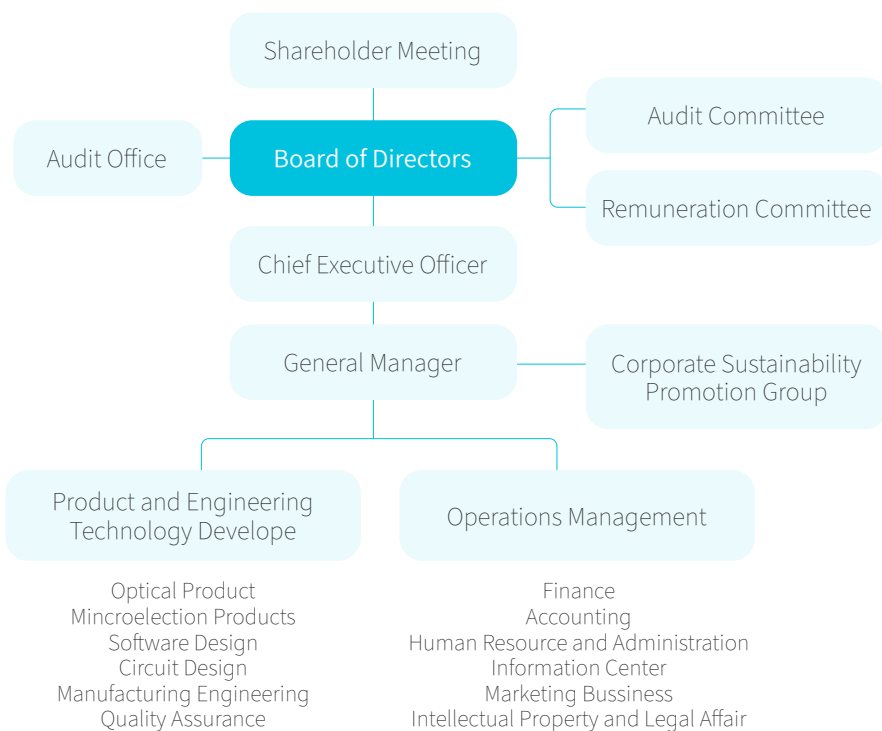 Shareholder Meeting
Audit Office
Board of Directors
Audit Committee
Remuneration Committee
Chief Executive Officer
General Manager
Corporate Sustainability
Promotion Group
Product and Engineering
Technology Develope
Optical Product
Mincroelection Products
Software Design
Circuit Design
Manufacturing Engineering
Quality Assurance
Operations Management
Finance
Accounting
Human Resource and Administration
Information Center
Marketing Bussiness
Intellectual Property and Legal Affair